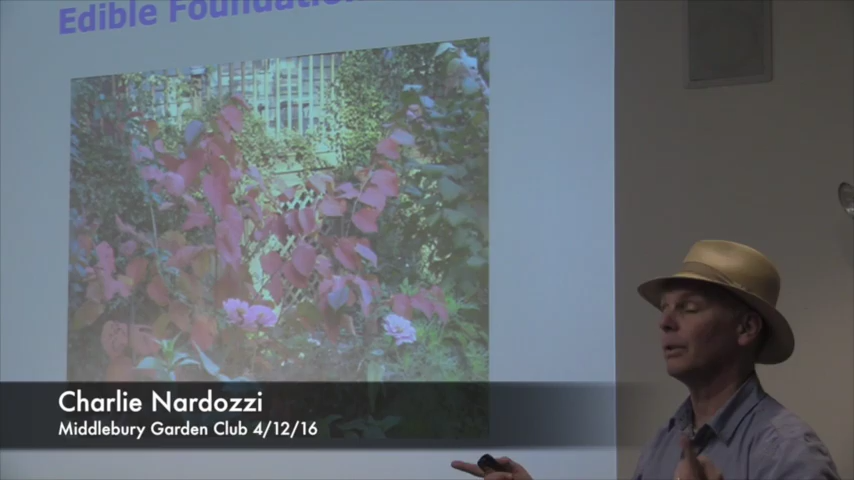 Edible Foundation
Charlie Nardozzi
Middlebury Garden Club 4/12/16